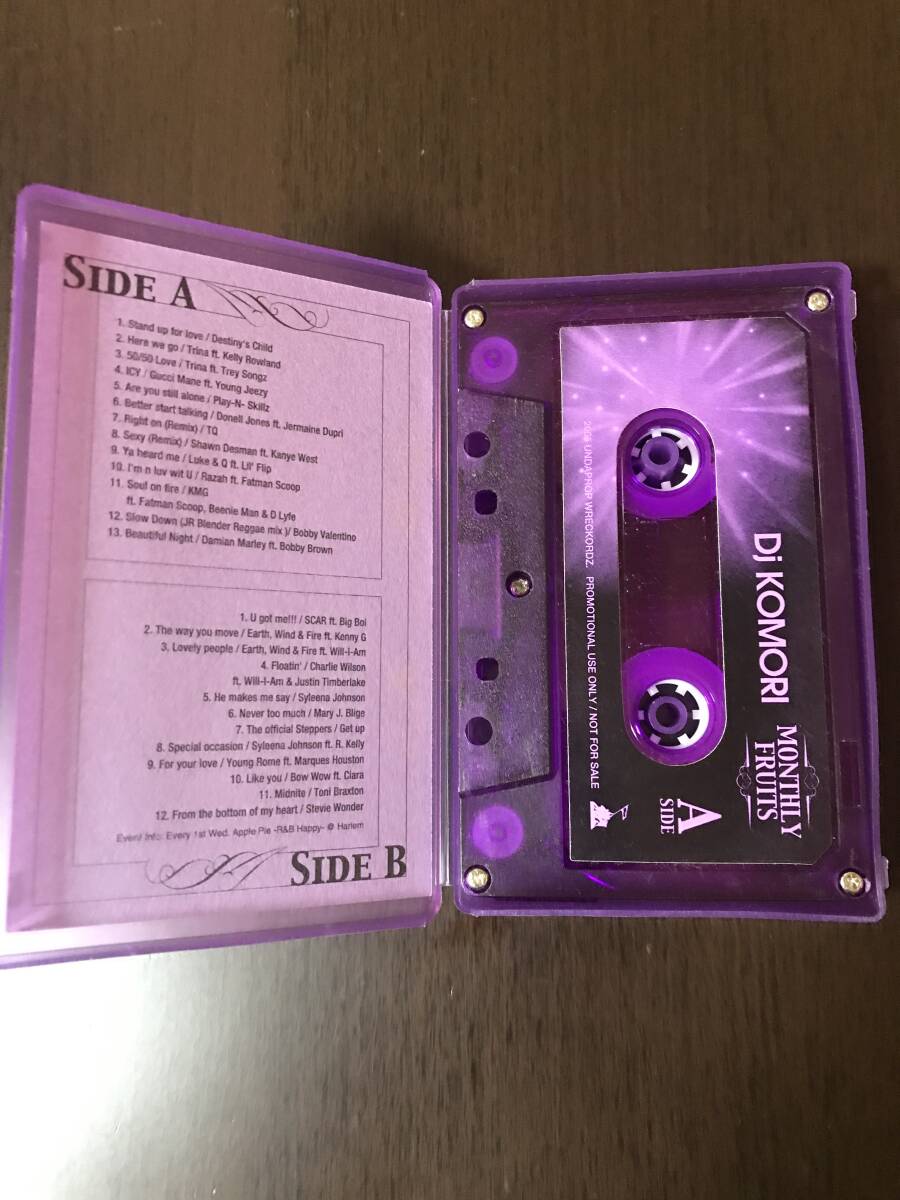 SIDE A
1. Stand up for love / Destiny's Child
2. Here we go / Trina ft. Kelly Rowland
3. 50/50 Love / Trina ft. Trey Songz
4. ICY / Gucci Mane ft. Young Jeezy
5. Are you still alone / Play-N- Skillz
6. Better start talking / Donell Jones ft. Jermaine Dupri
7. Right on (Remix) / TQ
8. Sexy (Remix) / Shawn Desman ft. Kanye West
9. Ya heard me / Luke & Q ft. Lil' Flip
10. I'm n luv wit U / Razah ft. Fatman Scoop
11. Soul on fire / KMG
ft. Fatman Scoop, Beenie Man & D Lyfe
12. Slow Down (JR Blender Reggae mix )/ Bobby Valentino
13. Beautiful Night / Damian Marley ft. Bobby Brown
1. U got me!!! / SCAR ft. Big Boi
2. The way you move / Earth, Wind & Fire ft. Kenny G
3. Lovely people / Earth, Wind & Fire ft. Will-I-Am
4. Floatin' / Charlie Wilson
ft. Will-I-Am & Justin Timberlake
5. He makes me say / Syleena Johnson
6. Never too much / Mary J. Blige
7. The official Steppers / Get up
8. Special occasion / Syleena Johnson ft. R. Kelly
9. For your love / Young Rome ft. Marques Houston
10. Like you / Bow Wow ft. Ciara
11. Midnite / Toni Braxton
12. From the bottom of my heart / Stevie Wonder
Event Info: Every 1st Wed. Apple Pie -R&B Happy- @ Harlem
SIDE B
Dj KOMORI
MONTHLY
FRUITS
A
SIDE
UNDAPROP WRECKORDZ. PROMOTIONAL USE ONLY / NOT FOR SALE